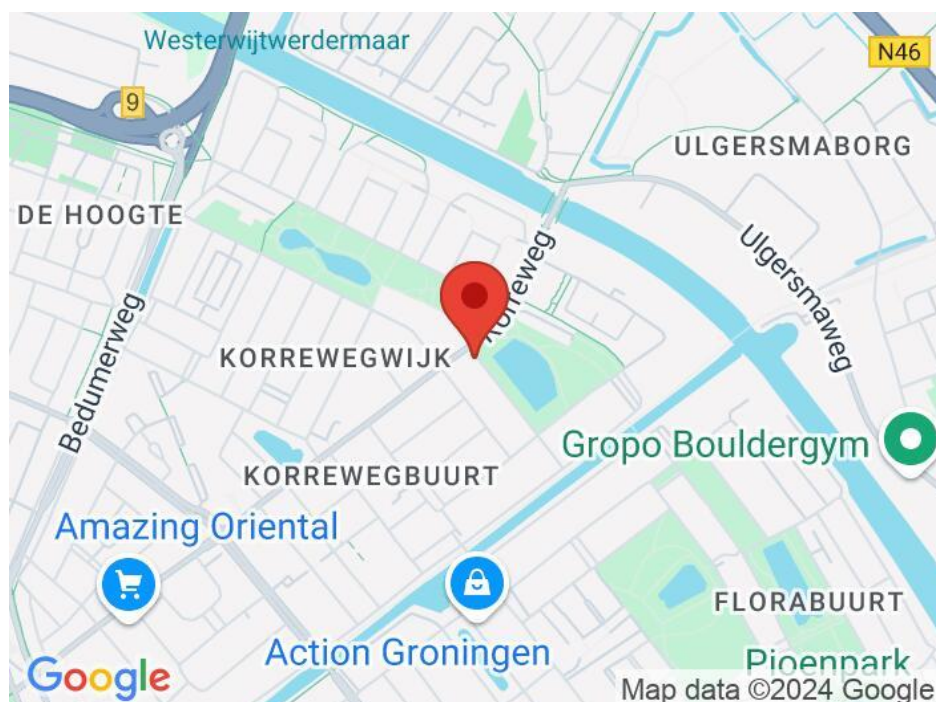 Westerwijtwerdermaar
N46
9
ULGERSMABORG
DE HOOGTE
Korreweg
Ulgersmaweg
Bedumerweg
KORREWEGWIJK
Gropo Bouldergym
KORREWEGBUURT
Amazing Oriental
FLORABUURT
Action Groningen
Pioenpark
Google
Map data ©2024 Google